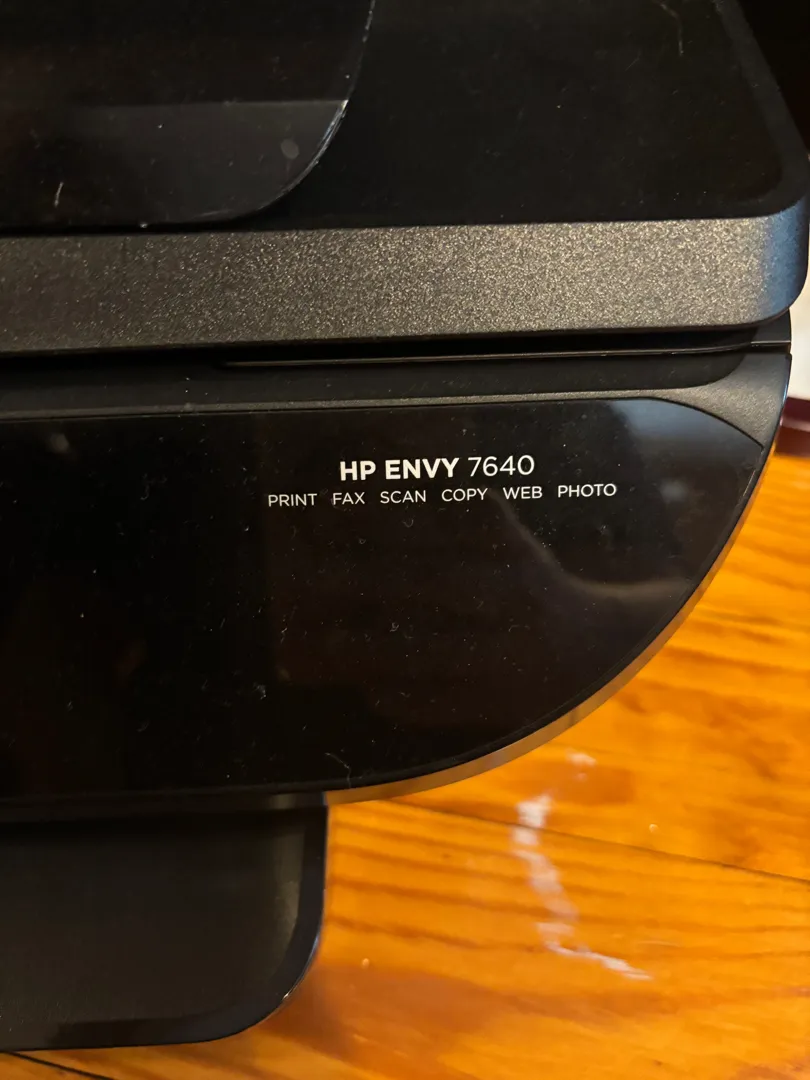 HP ENVY 7640
PRINT FAX SCAN COPY WEB PHOTO